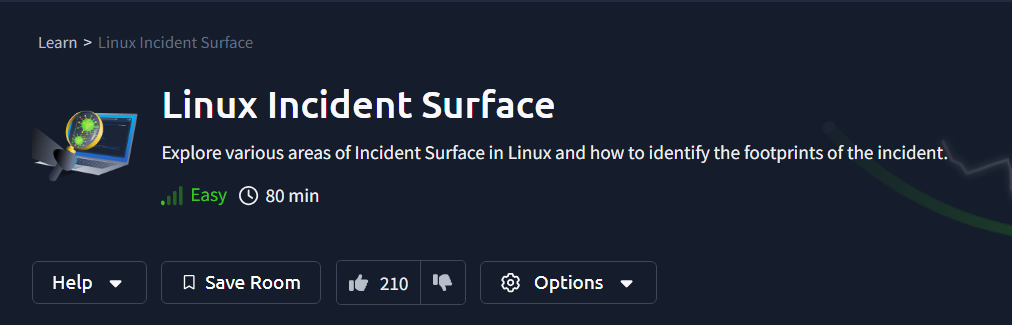 Learn > Linux Incident Surface
Linux Incident Surface
Explore various areas of Incident Surface in Linux and how to identify the footprints of the incident.
Easy 80 min
Help Save Room 210 Options